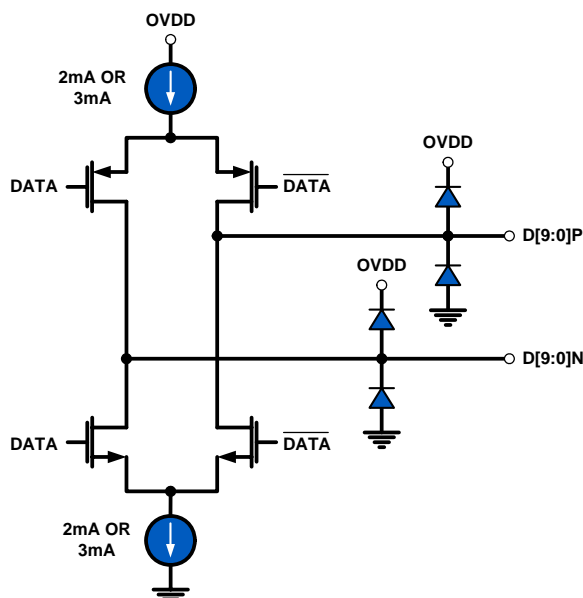 OVDD
2mA OR
3mA
OVDD
DATA
DATA
D[9:0]P
OVDD
D[9:0]N
DATA
DATA
2mA OR
3mA